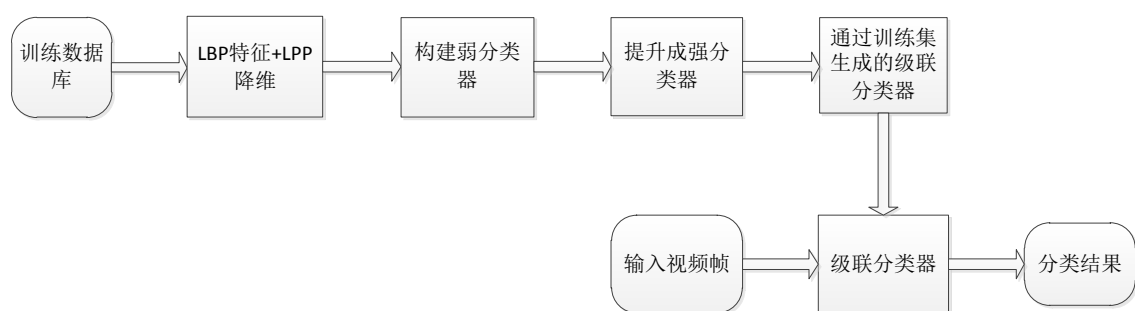 训练数据
库
LBP特征+LPP
降维
构建弱分类
器
提升成强分
类器
通过训练集
生成的级联
分类器
输入视频帧
级联分类器
分类结果